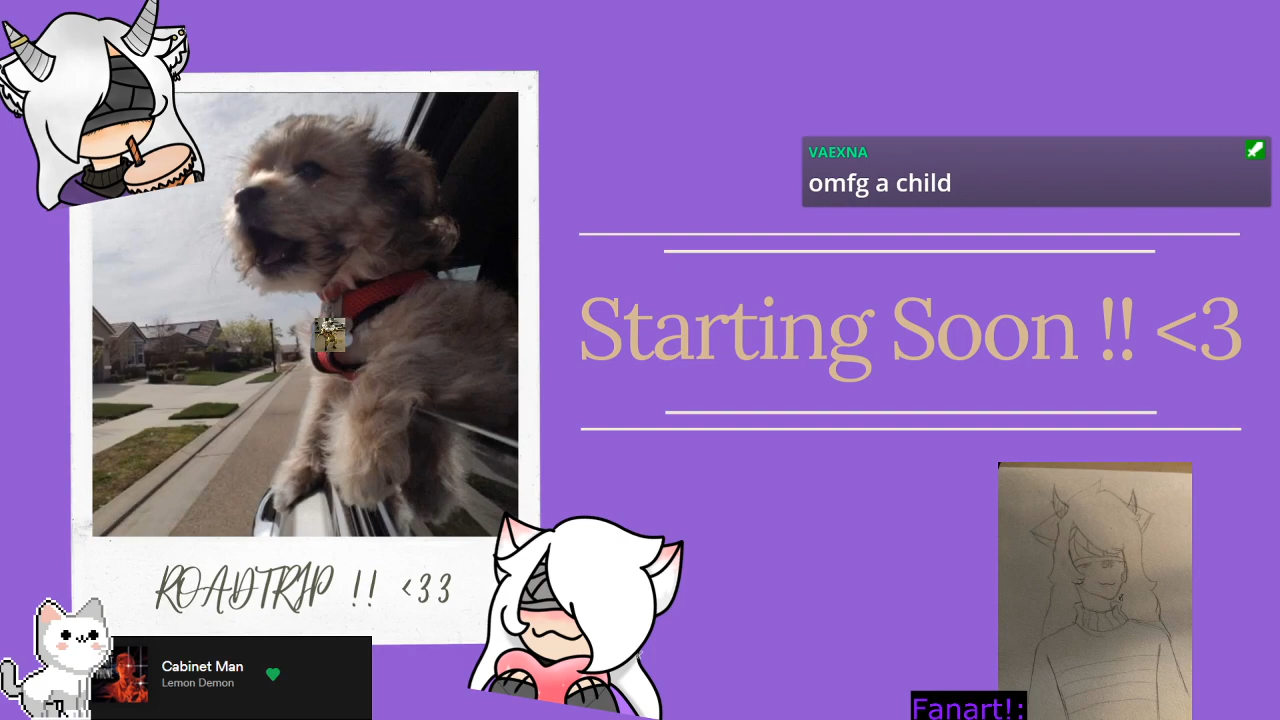 VAEXNA
omfg a child
Starting Soon !! <3
ROADTRIP !! <33
Cabinet Man
Lemon Demon
Fanart!: